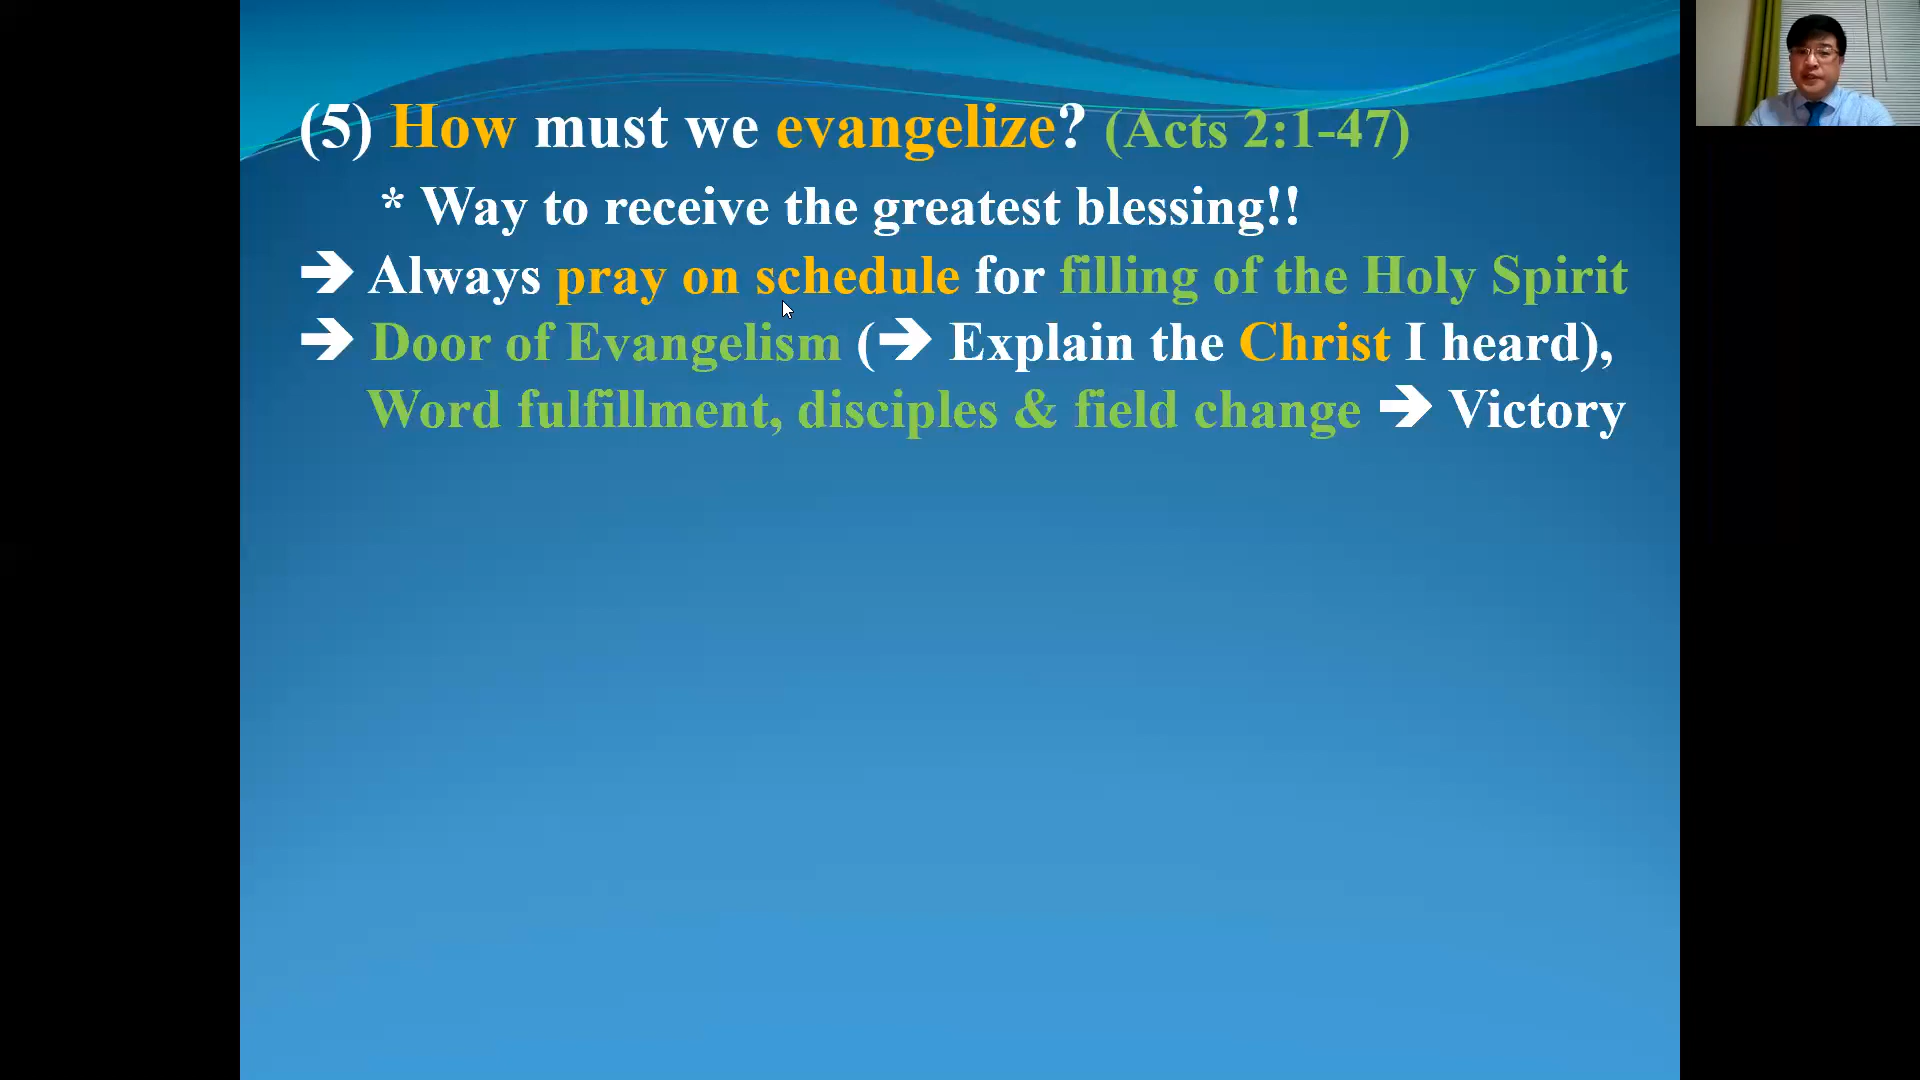 (5) How must we evangelize? (Acts 2:1-47)
* Way to receive the greatest blessing!!
➔ Always pray on schedule for filling of the Holy Spirit
➔ Door of Evangelism (➔ Explain the Christ I heard),
Word fulfillment, disciples & field change ➔ Victory